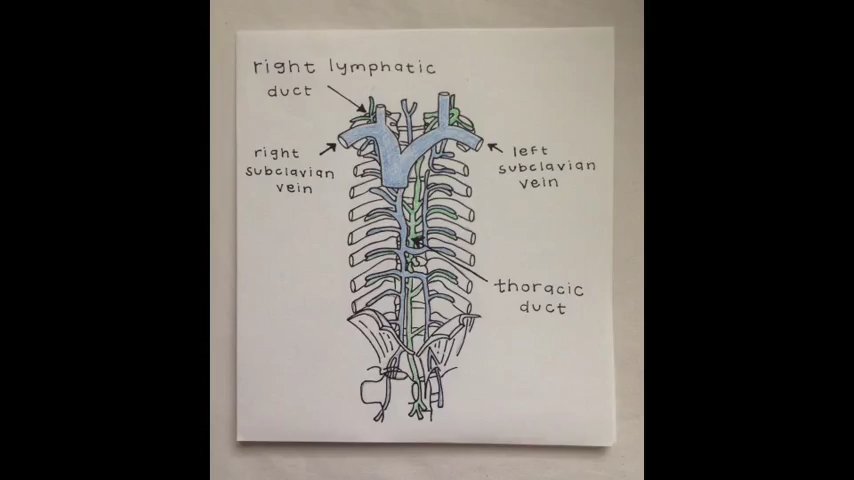 right lymphatic
duct
right
subclavian
vein
left
subclavian
vein
thoracic
duct